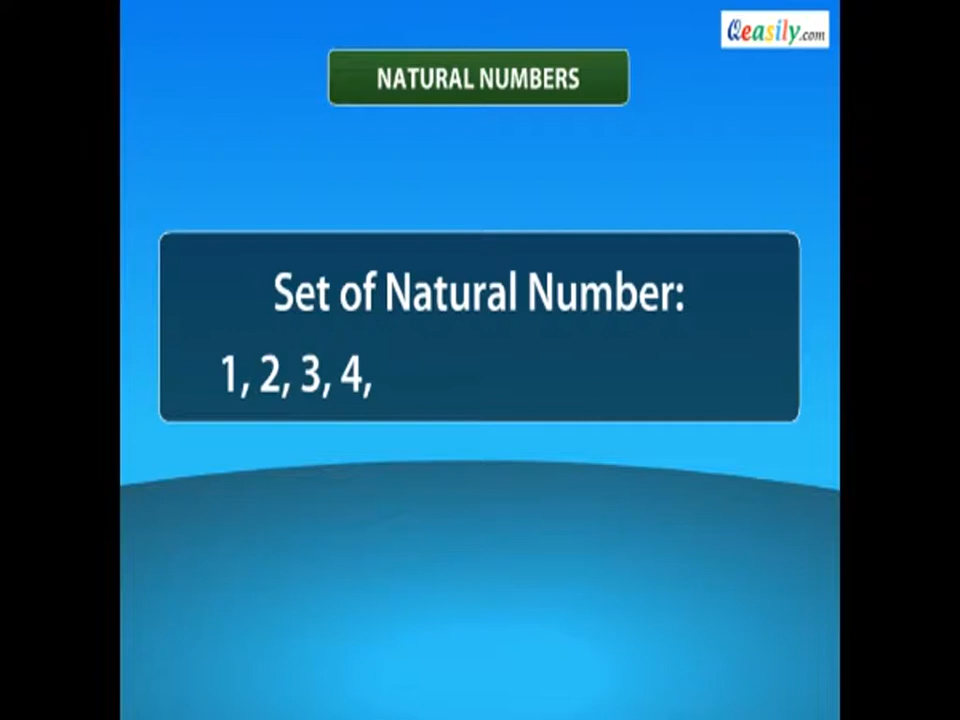 Qeasily.com
NATURAL NUMBERS
Set of Natural Number:
1, 2, 3, 4,